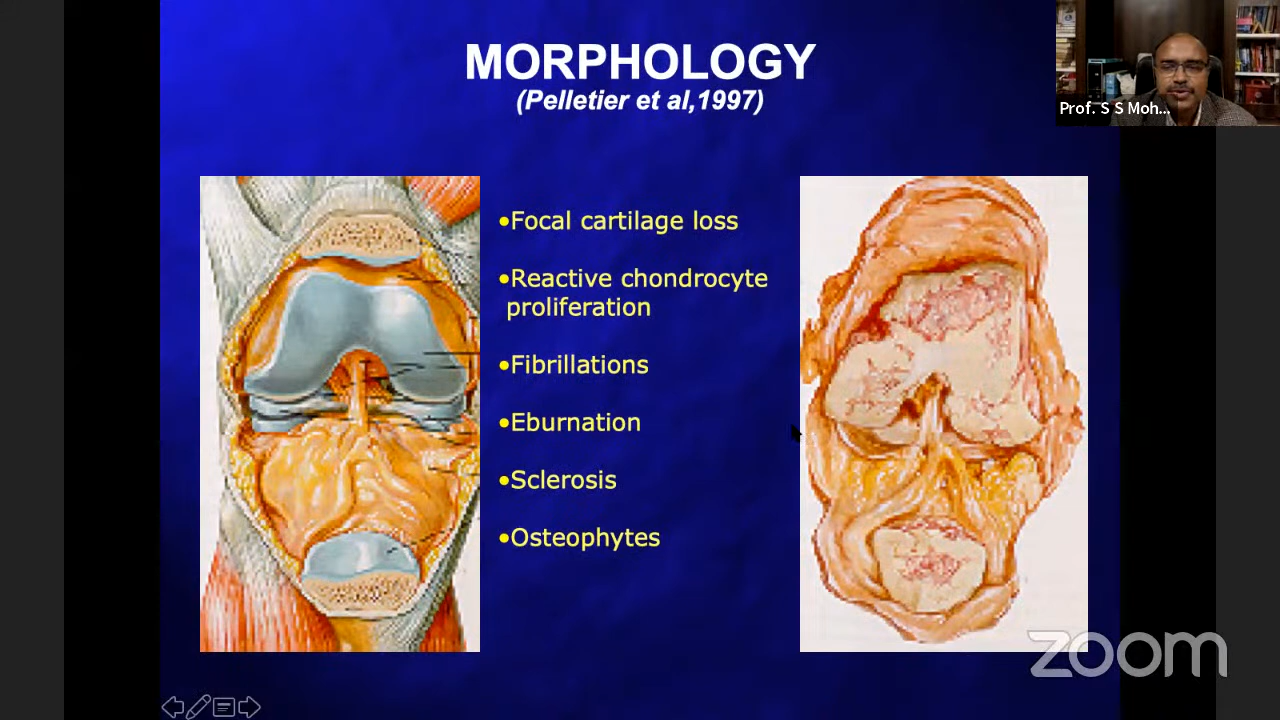 MORPHOLOGY
(Pelletier et al,1997)
Prof. S S Moh...
•Focal cartilage loss
•Reactive chondrocyte
proliferation
•Fibrillations
•Eburnation
•Sclerosis
•Osteophytes
zoom